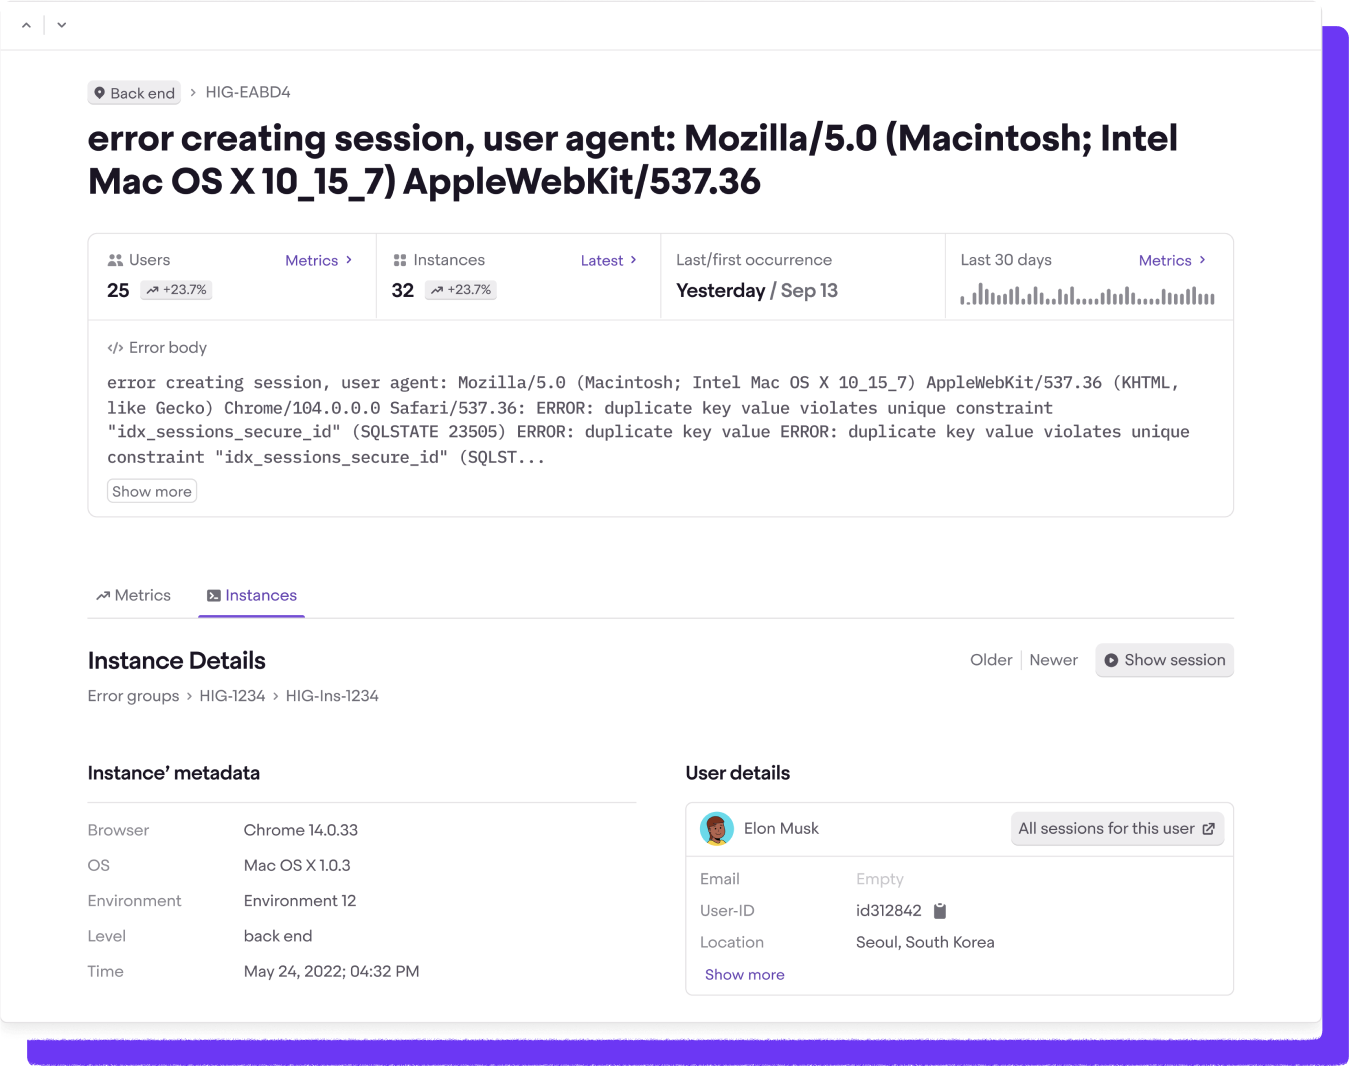 Back end > HIG-EABD4
error creating session, user agent: Mozilla/5.0 (Macintosh; Intel
Mac OS X 10_15_7) AppleWebKit/537.36
Users Metrics >
25 +23.7%
Instances Latest >
32 +23.7%
Last/first occurrence
Yesterday / Sep 13
Last 30 days Metrics >
</> Error body
error creating session, user agent: Mozilla/5.0 (Macintosh; Intel Mac OS X 10_15_7) AppleWebKit/537.36 (KHTML,
like Gecko) Chrome/104.0.0.0 Safari/537.36: ERROR: duplicate key value violates unique constraint
"idx_sessions_secure_id" (SQLSTATE 23505) ERROR: duplicate key value ERROR: duplicate key value violates unique
constraint "idx_sessions_secure_id" (SQLST...
Show more
Metrics Instances
Instance Details
Older Newer Show session
Error groups > HIG-1234 > HIG-Ins-1234
Instance’ metadata
Browser Chrome 14.0.33
OS Mac OS X 1.0.3
Environment Environment 12
Level back end
Time May 24, 2022; 04:32 PM
User details
Elon Musk All sessions for this user
Email Empty
User-ID id312842
Location Seoul, South Korea
Show more